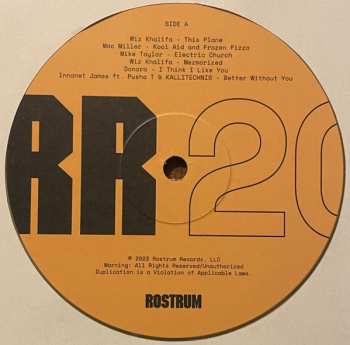 SIDE A
Wiz Khalifa - This Plane
Mac Miller - Kool Aid and Frozen Pizza
Mike Taylor - Electric Church
Wiz Khalifa - Mezmorized
Donora - I Think I Like You
Innanet James ft. Pusha T & KALLITECHNIS - Better Without You
RR 20
℗ 2023 Rostrum Records, LLC
Warning: All Rights Reserved/Unauthorized
Duplication is a Violation of Applicable Laws.
ROSTRUM